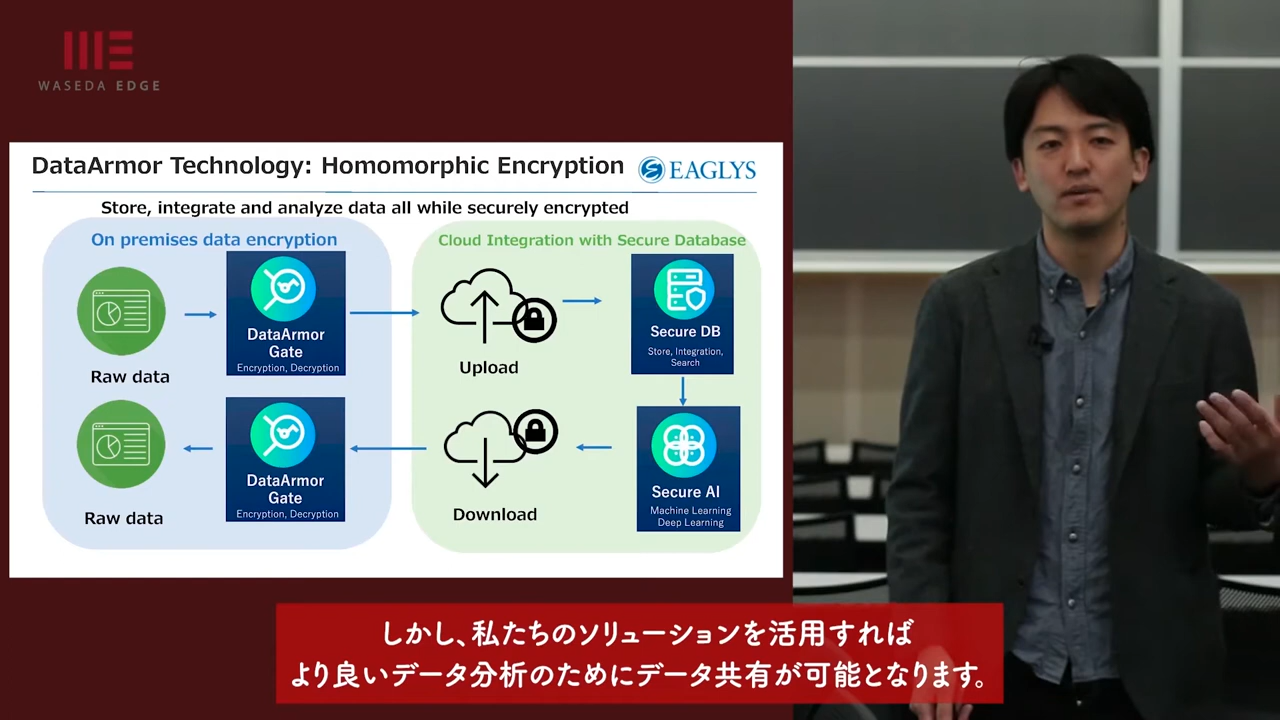 WASEDA EDGE
DataArmor Technology: Homomorphic Encryption
EAGLYS
Store, integrate and analyze data all while securely encrypted
On premises data encryption
Cloud Integration with Secure Database
Raw data
DataArmor
Gate
Encryption, Decryption
Upload
Secure DB
Store, Integration,
Search
Raw data
DataArmor
Gate
Encryption, Decryption
Download
Secure AI
Machine Learning
Deep Learning
しかし、私たちのソリューションを活用すれば
より良いデータ分析のためにデータ共有が可能となります。